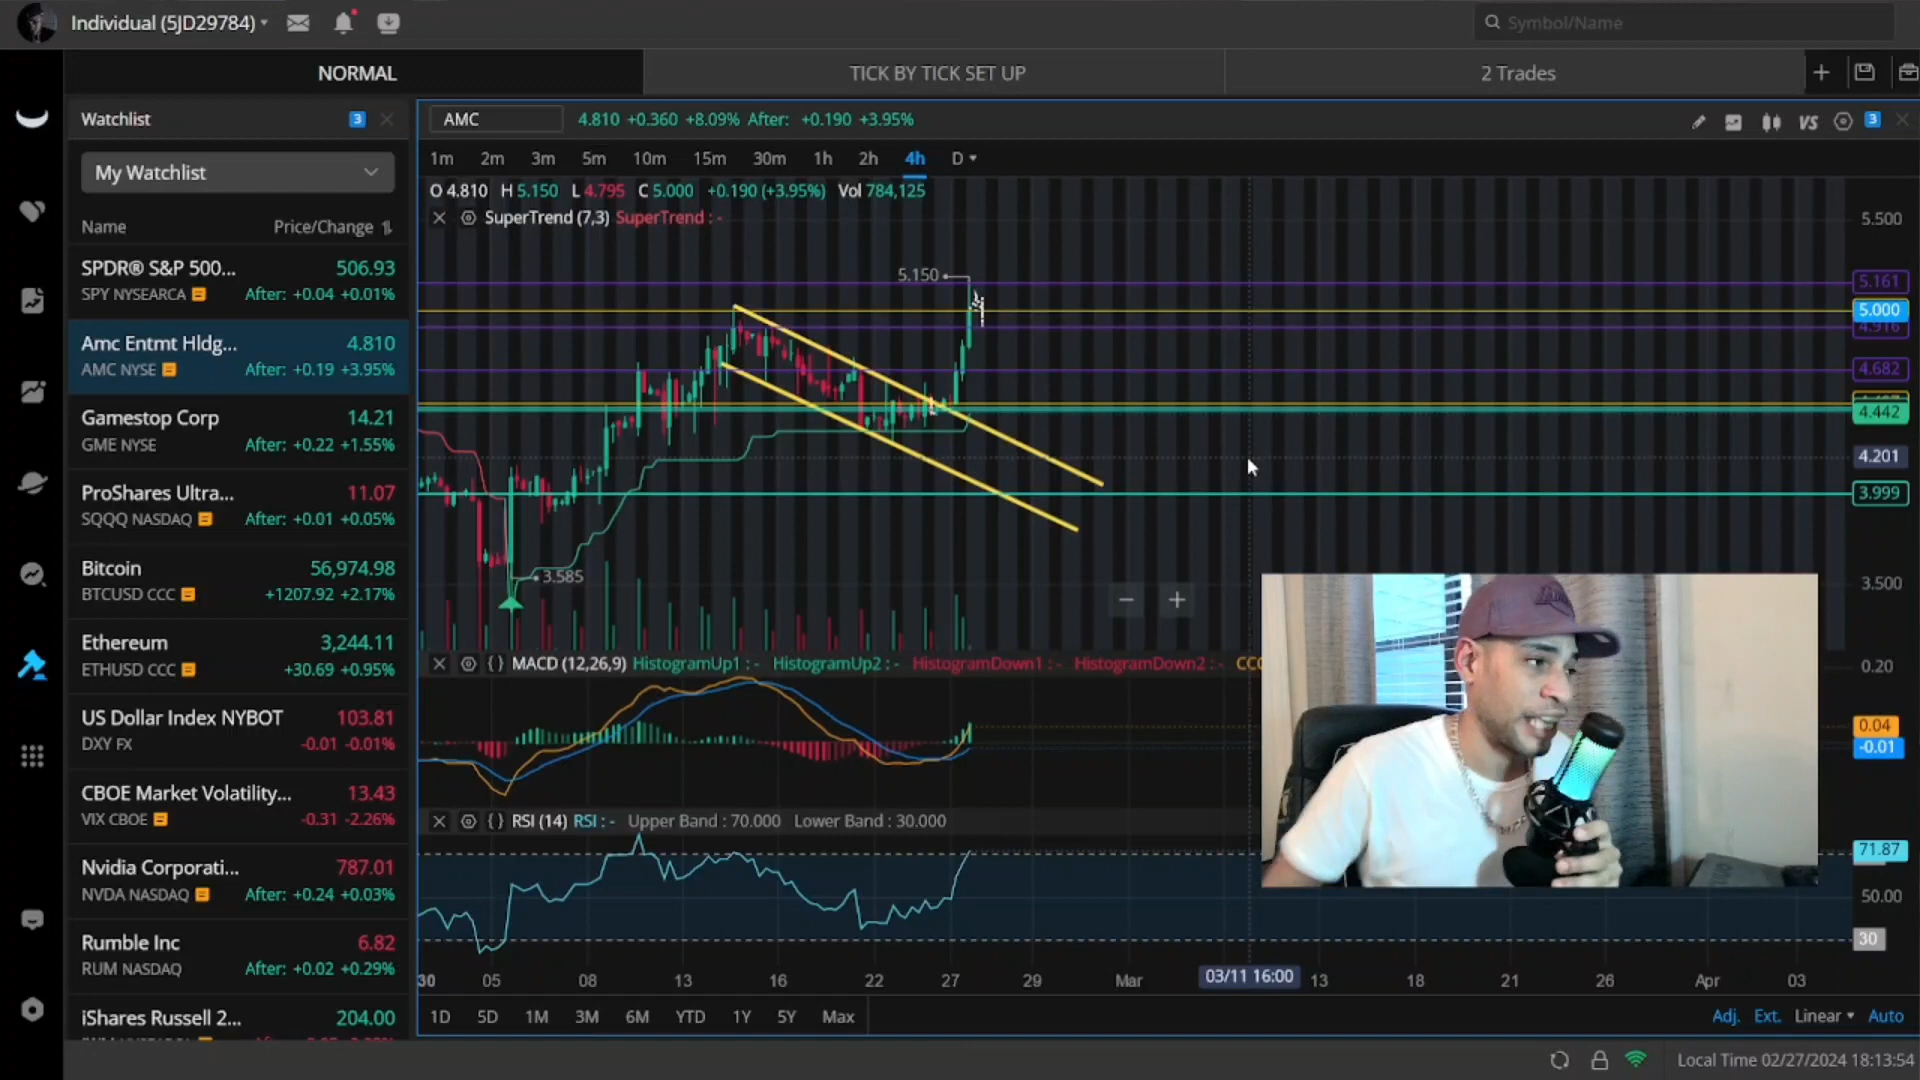 Individual (5JD29784)
Symbol/Name
NORMAL
TICK BY TICK SET UP
2 Trades
Watchlist
3
My Watchlist
Name Price/Change
SPDR® S&P 500... 506.93
SPY NYSEARCA After: +0.04 +0.01%
Amc Entmt Hldg... 4.810
AMC NYSE After: +0.19 +3.95%
Gamestop Corp 14.21
GME NYSE After: +0.22 +1.55%
ProShares Ultra... 11.07
SQQQ NASDAQ After: +0.01 +0.05%
Bitcoin 56,974.98
BTCUSD CCC +1207.92 +2.17%
Ethereum 3,244.11
ETHUSD CCC +30.69 +0.95%
US Dollar Index NYBOT 103.81
DXY FX -0.01 -0.01%
CBOE Market Volatility... 13.43
VIX CBOE -0.31 -2.26%
Nvidia Corporati... 787.01
NVDA NASDAQ After: +0.24 +0.03%
Rumble Inc 6.82
RUM NASDAQ After: +0.02 +0.29%
iShares Russell 2... 204.00
AMC 4.810 +0.360 +8.09% After: +0.190 +3.95%
VS 3
1m 2m 3m 5m 10m 15m 30m 1h 2h 4h D
O 4.810 H 5.150 L 4.795 C 5.000 +0.190 (+3.95%) Vol 784,125
SuperTrend (7,3) SuperTrend : -
5.500
5.150
5.161
5.000
4.916
4.682
4.442
4.201
3.999
3.585
3.500
MACD (12,26,9) HistogramUp1 : - HistogramUp2 : - HistogramDown1 : - HistogramDown2 : -
0.20
0.04
-0.01
RSI (14) RSI : - Upper Band : 70.000 Lower Band : 30.000
71.87
50.00
30
30 05 08 13 16 22 27 29 Mar 03/11 16:00 13 18 21 26 Apr 03
1D 5D 1M 3M 6M YTD 1Y 5Y Max
Adj. Ext. Linear Auto
Local Time 02/27/2024 18:13:54